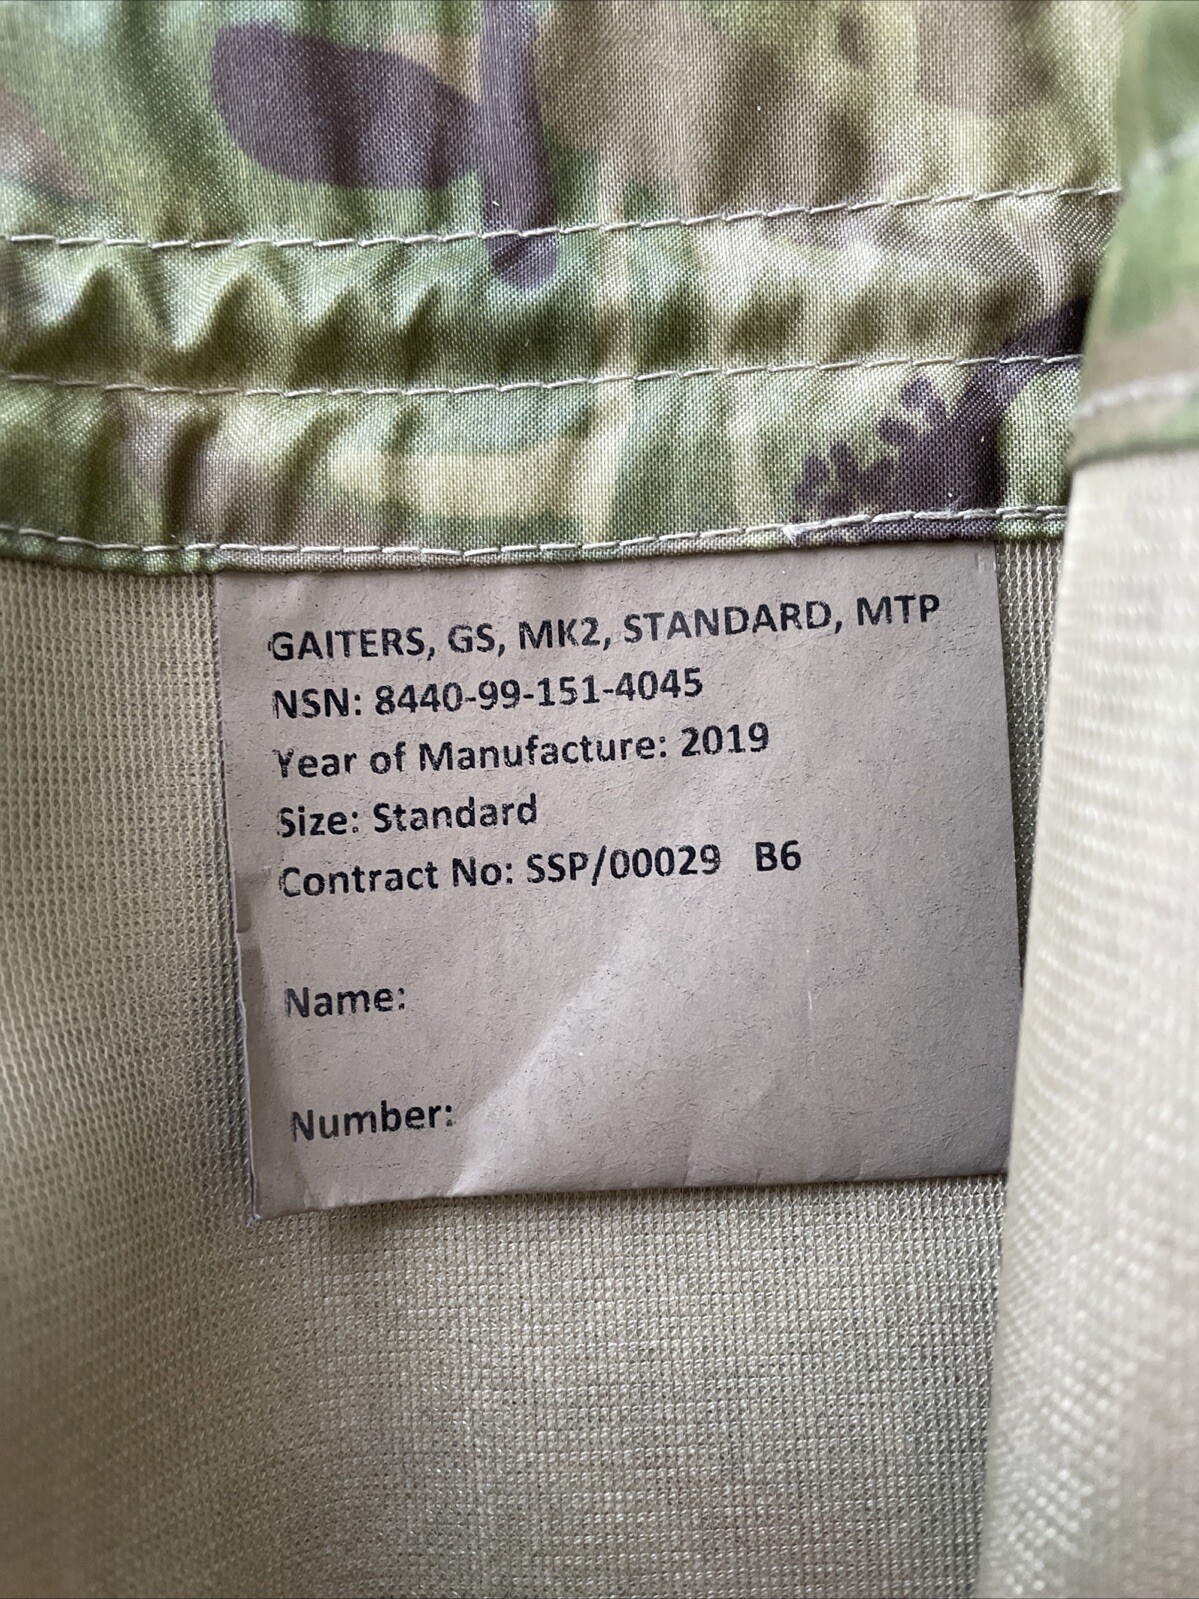 GAITERS, GS, MK2, STANDARD, MTP
NSN: 8440-99-151-4045
Year of Manufacture: 2019
Size: Standard
Contract No: SSP/00029 B6
Name:
Number: